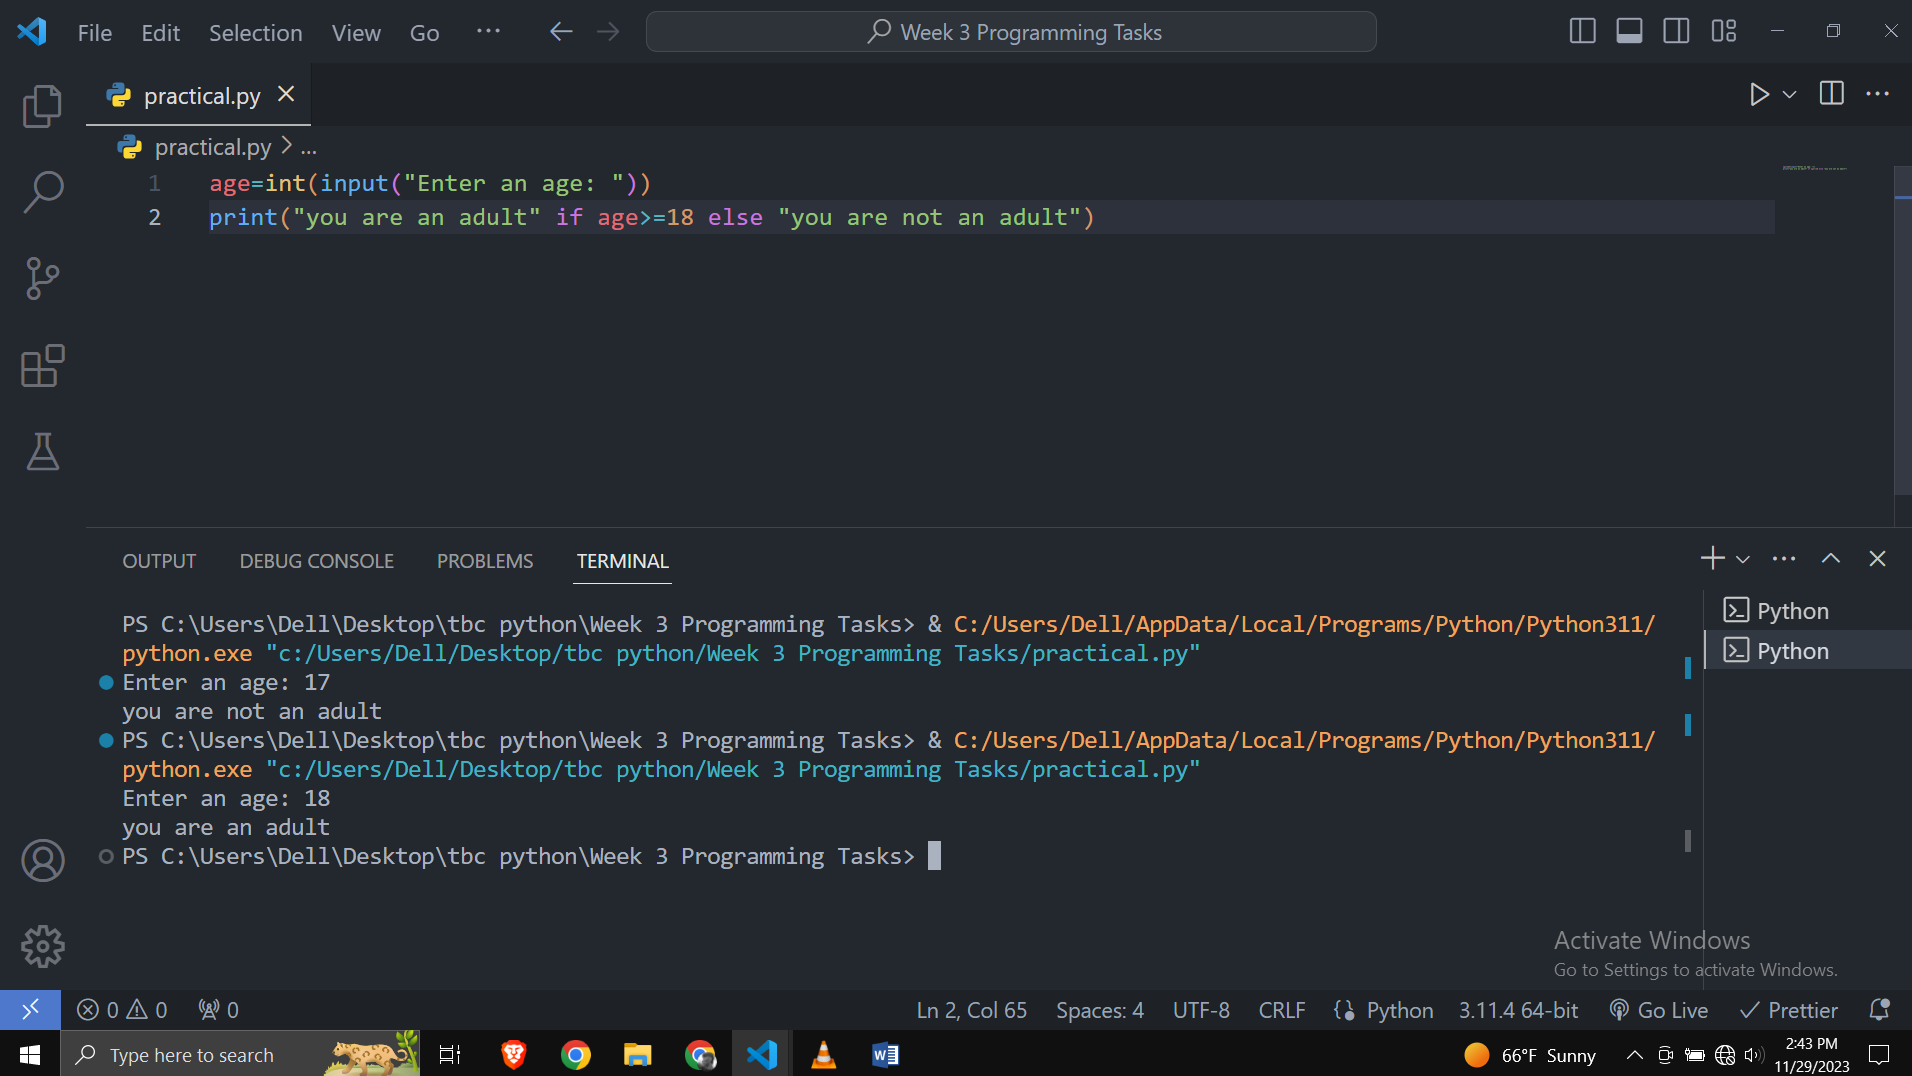 File Edit Selection View Go ... Week 3 Programming Tasks
practical.py
practical.py > ...
1 age=int(input("Enter an age: "))
2 print("you are an adult" if age>=18 else "you are not an adult")
OUTPUT DEBUG CONSOLE PROBLEMS TERMINAL
PS C:\Users\Dell\Desktop\tbc python\Week 3 Programming Tasks> & C:/Users/Dell/AppData/Local/Programs/Python/Python311/
python.exe "c:/Users/Dell/Desktop/tbc python/Week 3 Programming Tasks/practical.py"
Enter an age: 17
you are not an adult
PS C:\Users\Dell\Desktop\tbc python\Week 3 Programming Tasks> & C:/Users/Dell/AppData/Local/Programs/Python/Python311/
python.exe "c:/Users/Dell/Desktop/tbc python/Week 3 Programming Tasks/practical.py"
Enter an age: 18
you are an adult
PS C:\Users\Dell\Desktop\tbc python\Week 3 Programming Tasks>
Python
Python
Activate Windows
Go to Settings to activate Windows.
0 0 0 Ln 2, Col 65 Spaces: 4 UTF-8 CRLF Python 3.11.4 64-bit Go Live Prettier
Type here to search 66°F Sunny 2:43 PM
11/29/2023